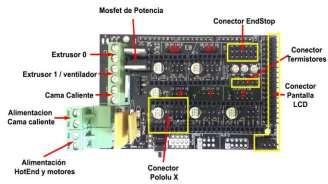 Mosfet de Potencia
Conector EndStop
Extrusor 0
Conector
Termistores
Extrusor 1 / ventilador
Conector
Pantalla
LCD
Cama Caliente
Alimentacion
Cama caliente
Alimentación
HotEnd y motores
Conector
Pololu X